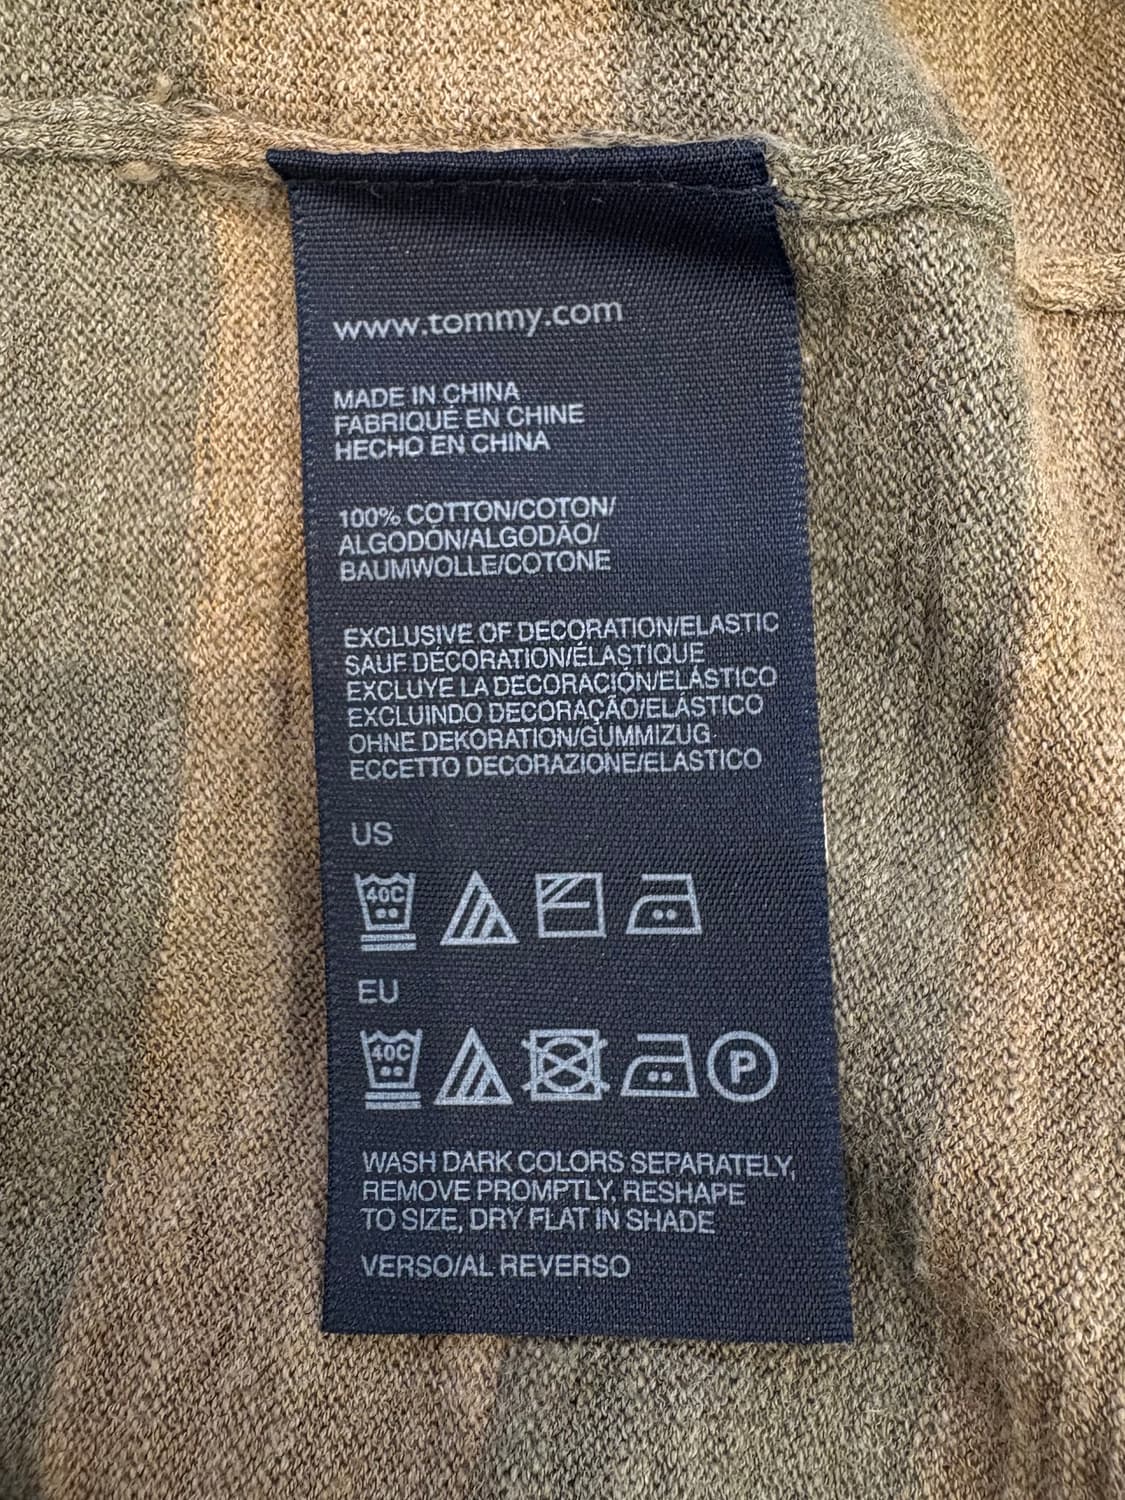 www.tommy.com
MADE IN CHINA
FABRIQUÉ EN CHINE
HECHO EN CHINA
100% COTTON/COTON/
ALGODÓN/ALGODÃO/
BAUMWOLLE/COTONE
EXCLUSIVE OF DECORATION/ELASTIC
SAUF DÉCORATION/ÉLASTIQUE
EXCLUYE LA DECORACIÓN/ELÁSTICO
EXCLUINDO DECORAÇÃO/ELÁSTICO
OHNE DEKORATION/GUMMIZUG
ECCETTO DECORAZIONE/ELASTICO
US
40C
EU
40C P
WASH DARK COLORS SEPARATELY,
REMOVE PROMPTLY, RESHAPE
TO SIZE, DRY FLAT IN SHADE
VERSO/AL REVERSO